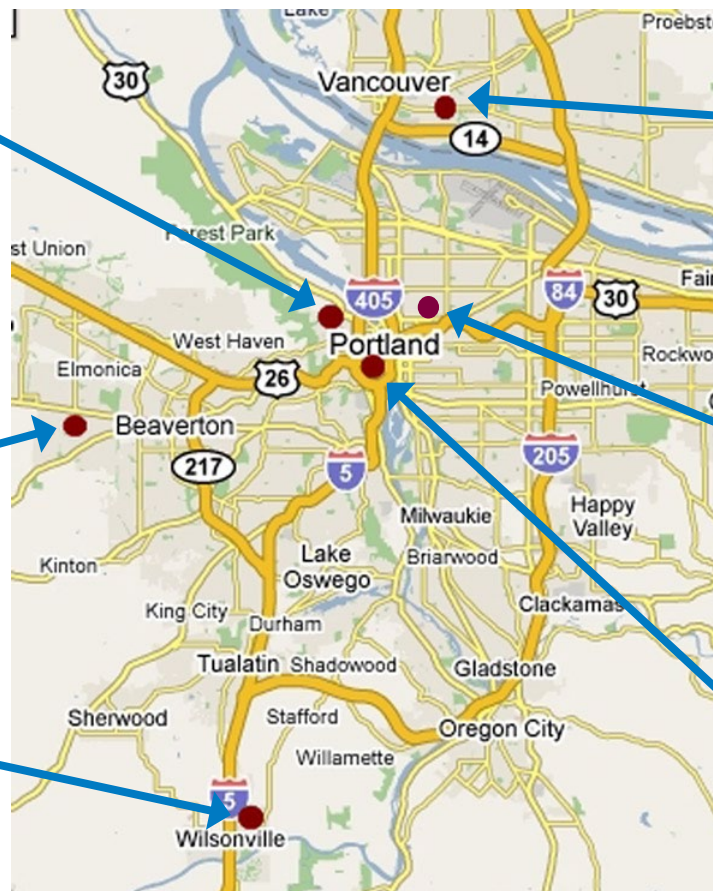 Lake
Proebst
30
Vancouver
14
Forest Park
st Union
405
84
30
Fair
West Haven
Portland
Rockwo
Elmonica
26
Powellhurst
Beaverton
217
5
205
Milwaukie
Happy
Valley
Kinton
Lake
Oswego
Briarwood
King City
Durham
Clackamas
Tualatin
Shadowood
Gladstone
Sherwood
Stafford
Oregon City
Willamette
5
Wilsonville